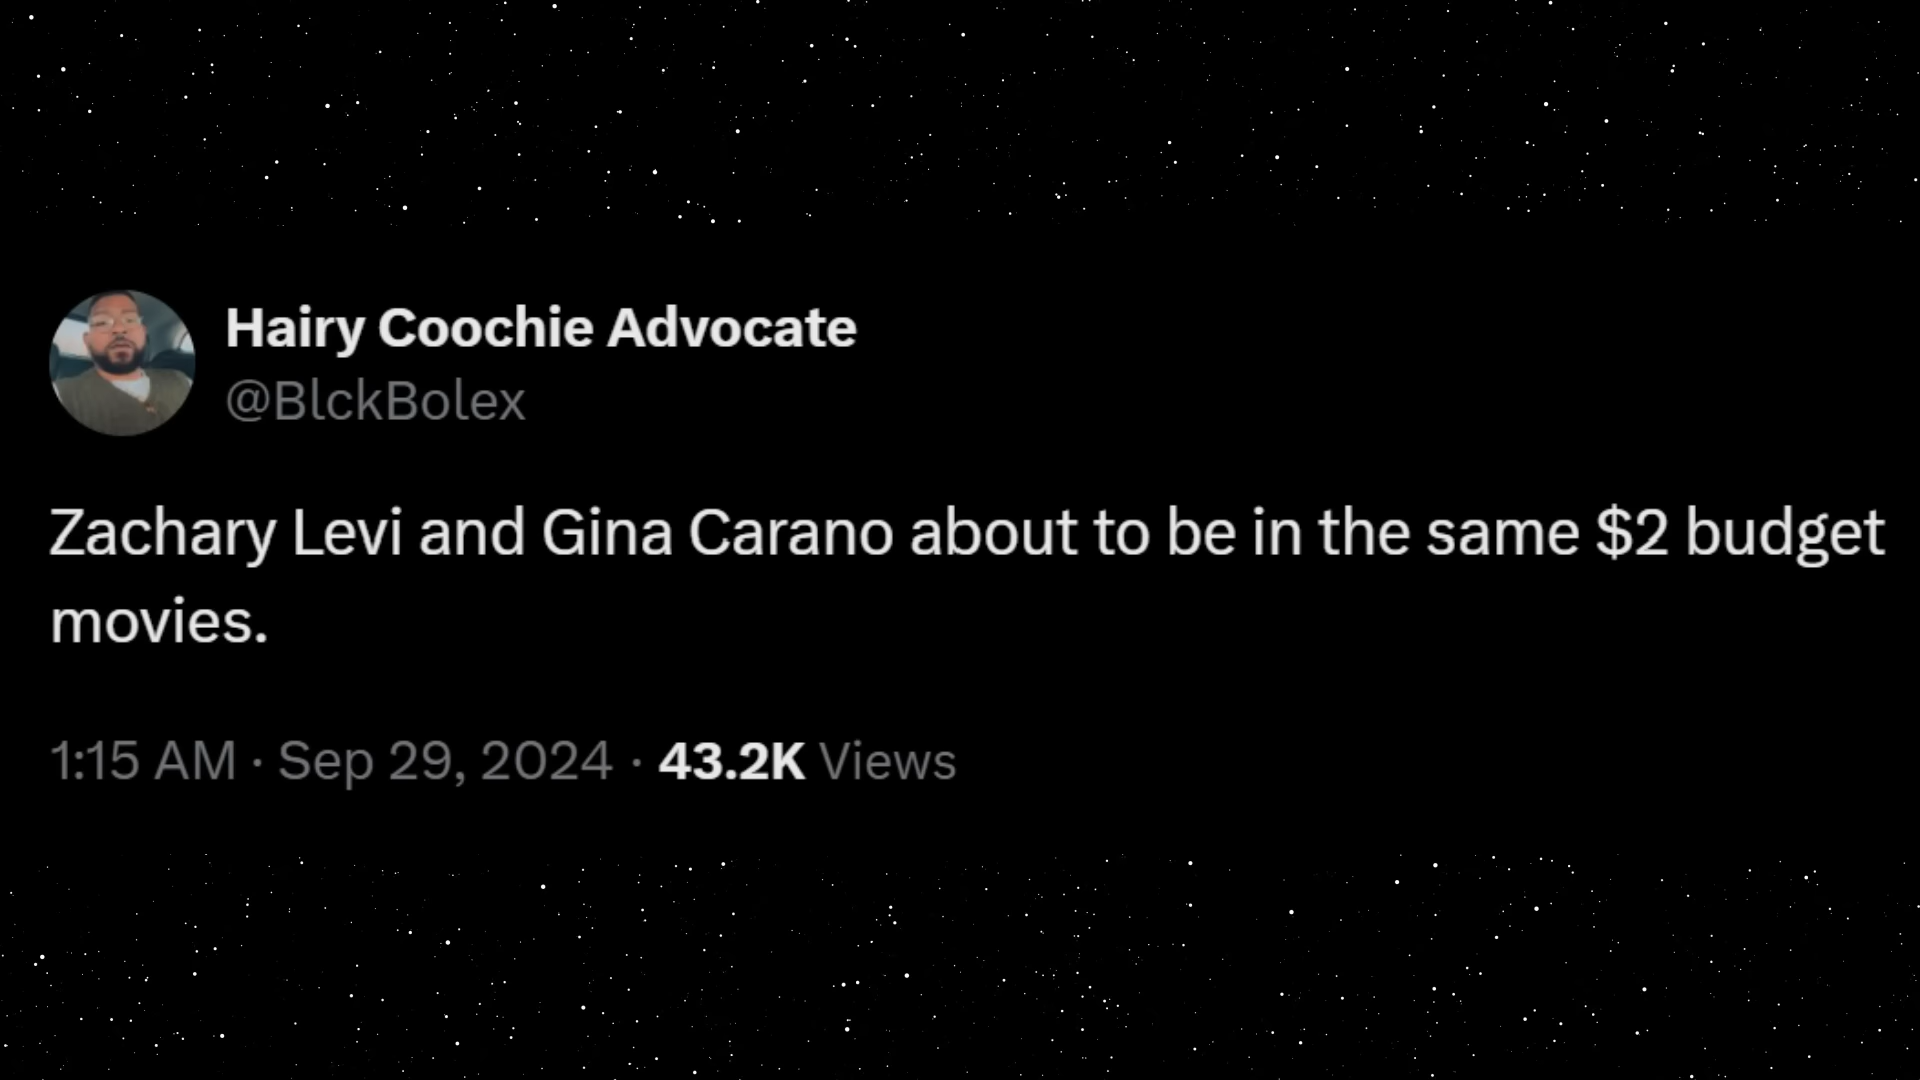 Hairy Coochie Advocate
@BlckBolex
Zachary Levi and Gina Carano about to be in the same $2 budget
movies.
1:15 AM · Sep 29, 2024 · 43.2K Views